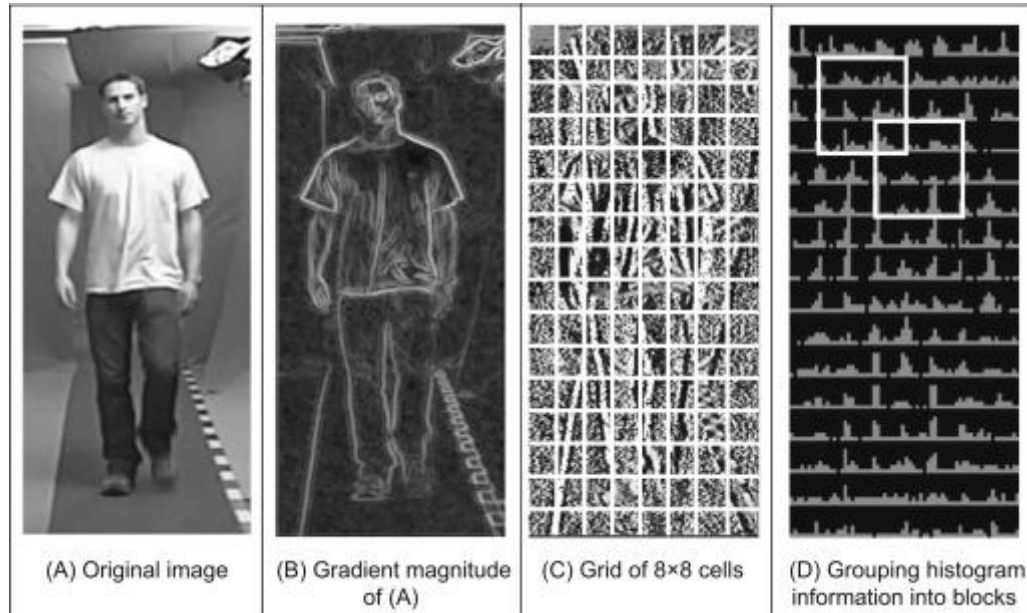 (A) Original image
(B) Gradient magnitude
of (A)
(C) Grid of 8×8 cells
(D) Grouping histogram
information into blocks